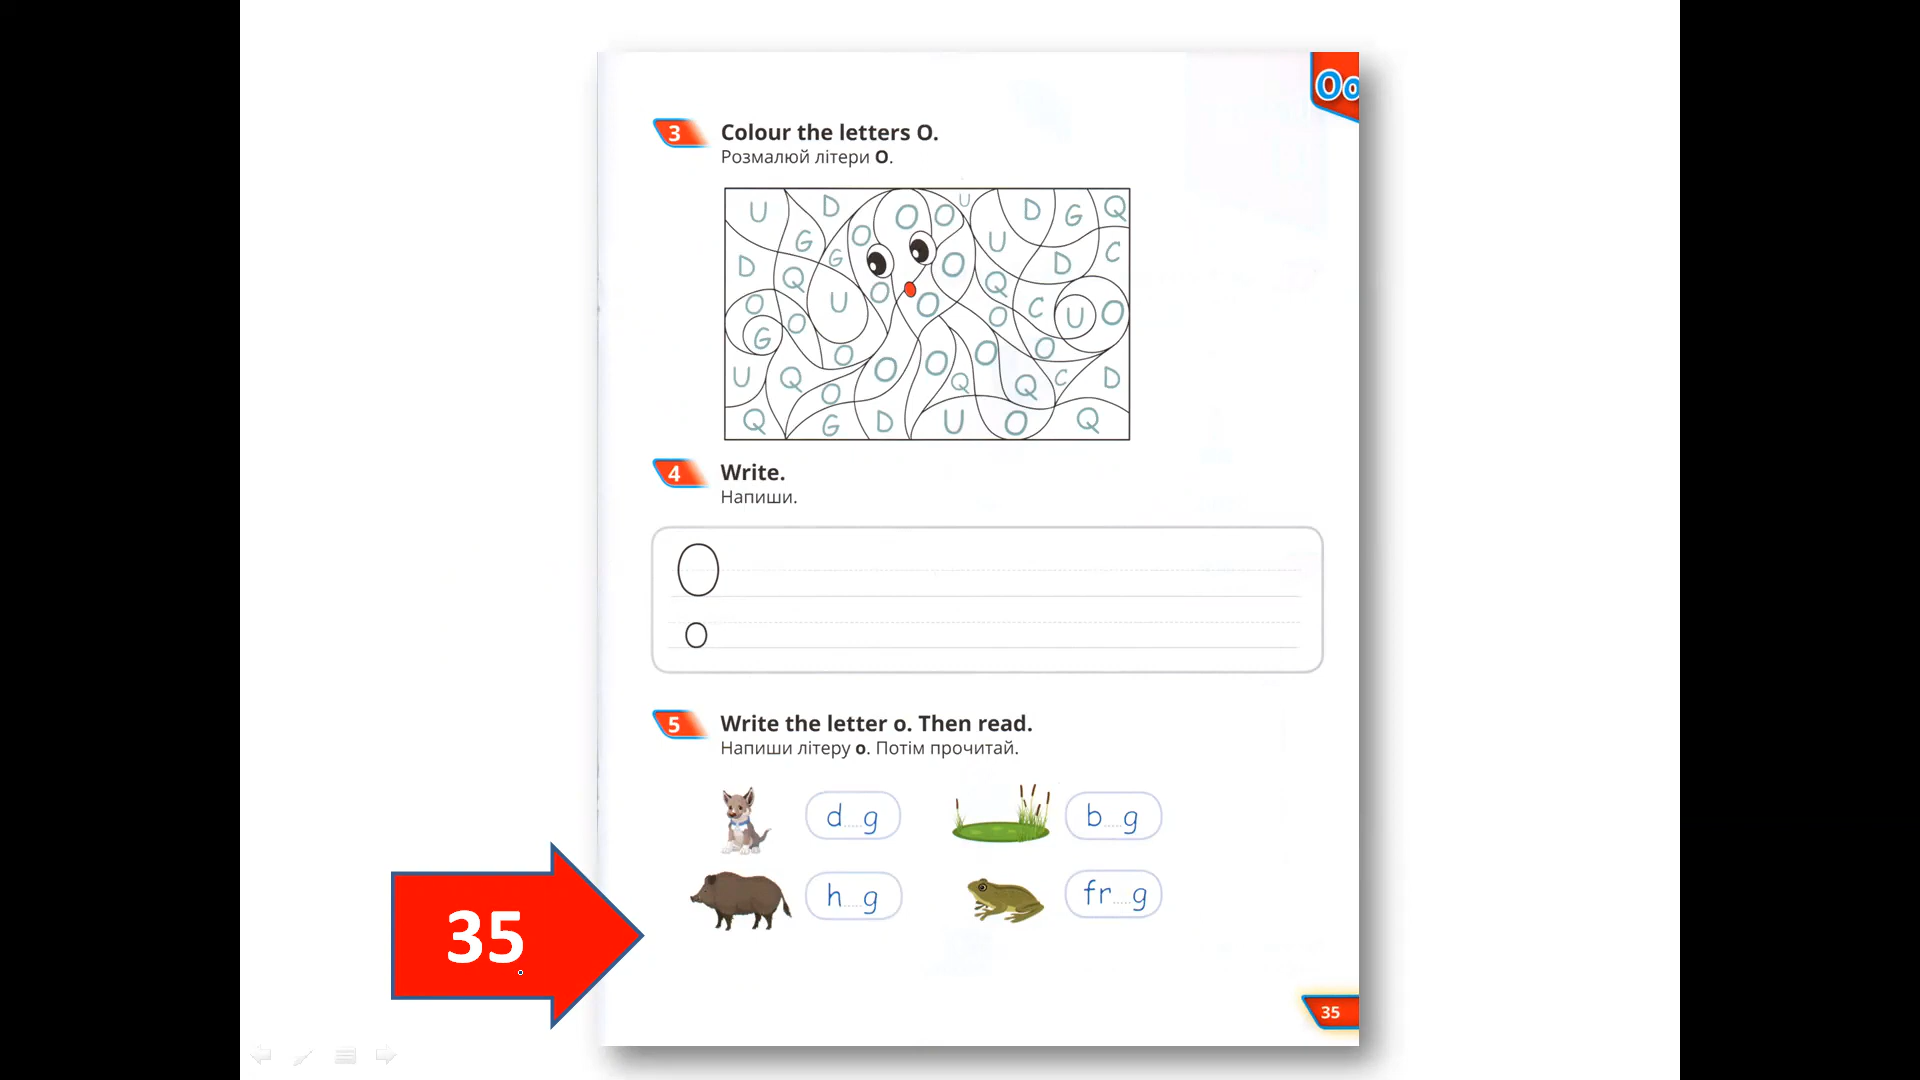 Oo
3 Colour the letters O.
Розмалюй літери О.
U D O O U D G Q
G G O U D C
D Q O Q
O U O O C U O
G O O
U Q O O O O O Q Q C D
Q G D U O Q
4 Write.
Напиши.
O
o
5 Write the letter o. Then read.
Напиши літеру о. Потім прочитай.
d....g b....g
h....g fr....g
35
35